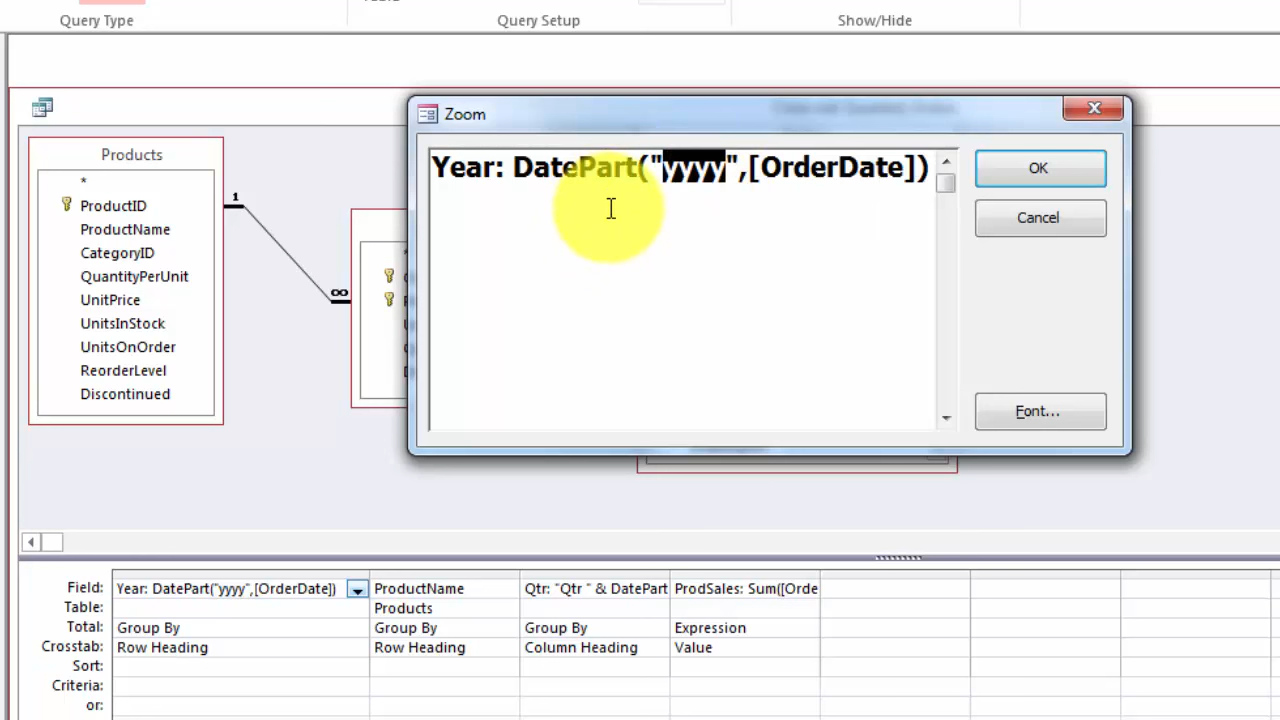 Query Type
Query Setup
Show/Hide
Zoom
Year: DatePart("yyyy",[OrderDate])
OK
Cancel
Font...
Products
*
ProductID
ProductName
CategoryID
QuantityPerUnit
UnitPrice
UnitsInStock
UnitsOnOrder
ReorderLevel
Discontinued
1
∞
Field: Year: DatePart("yyyy",[OrderDate]) ProductName Qtr: "Qtr " & DatePart ProdSales: Sum([Orde
Table: Products
Total: Group By Group By Group By Expression
Crosstab: Row Heading Row Heading Column Heading Value
Sort:
Criteria:
or: